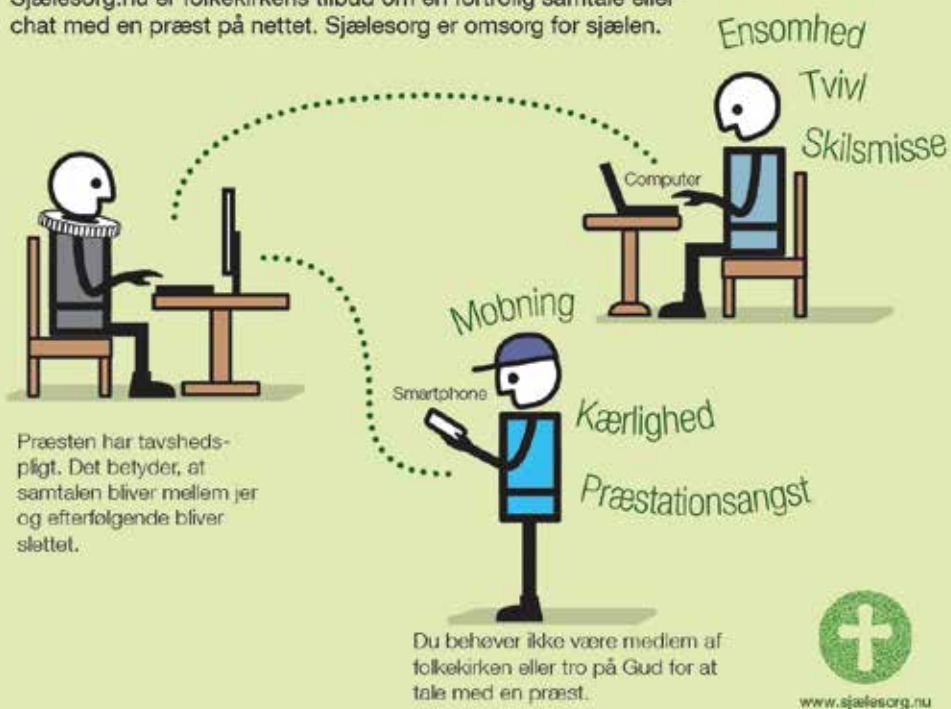 Sjælesorg.nu er folkekirkens tilbud om en fortrolig samtale eller
chat med en præst på nettet. Sjælesorg er omsorg for sjælen.
Ensomhed
Tvivl
Skilsmisse
Computer
Mobning
Smartphone
Kærlighed
Præstationsangst
Præsten har tavsheds-
pligt. Det betyder, at
samtalen bliver mellem jer
og efterfølgende bliver
slettet.
Du behøver ikke være medlem af
folkekirken eller tro på Gud for at
tale med en præst.
www.sjælesorg.nu